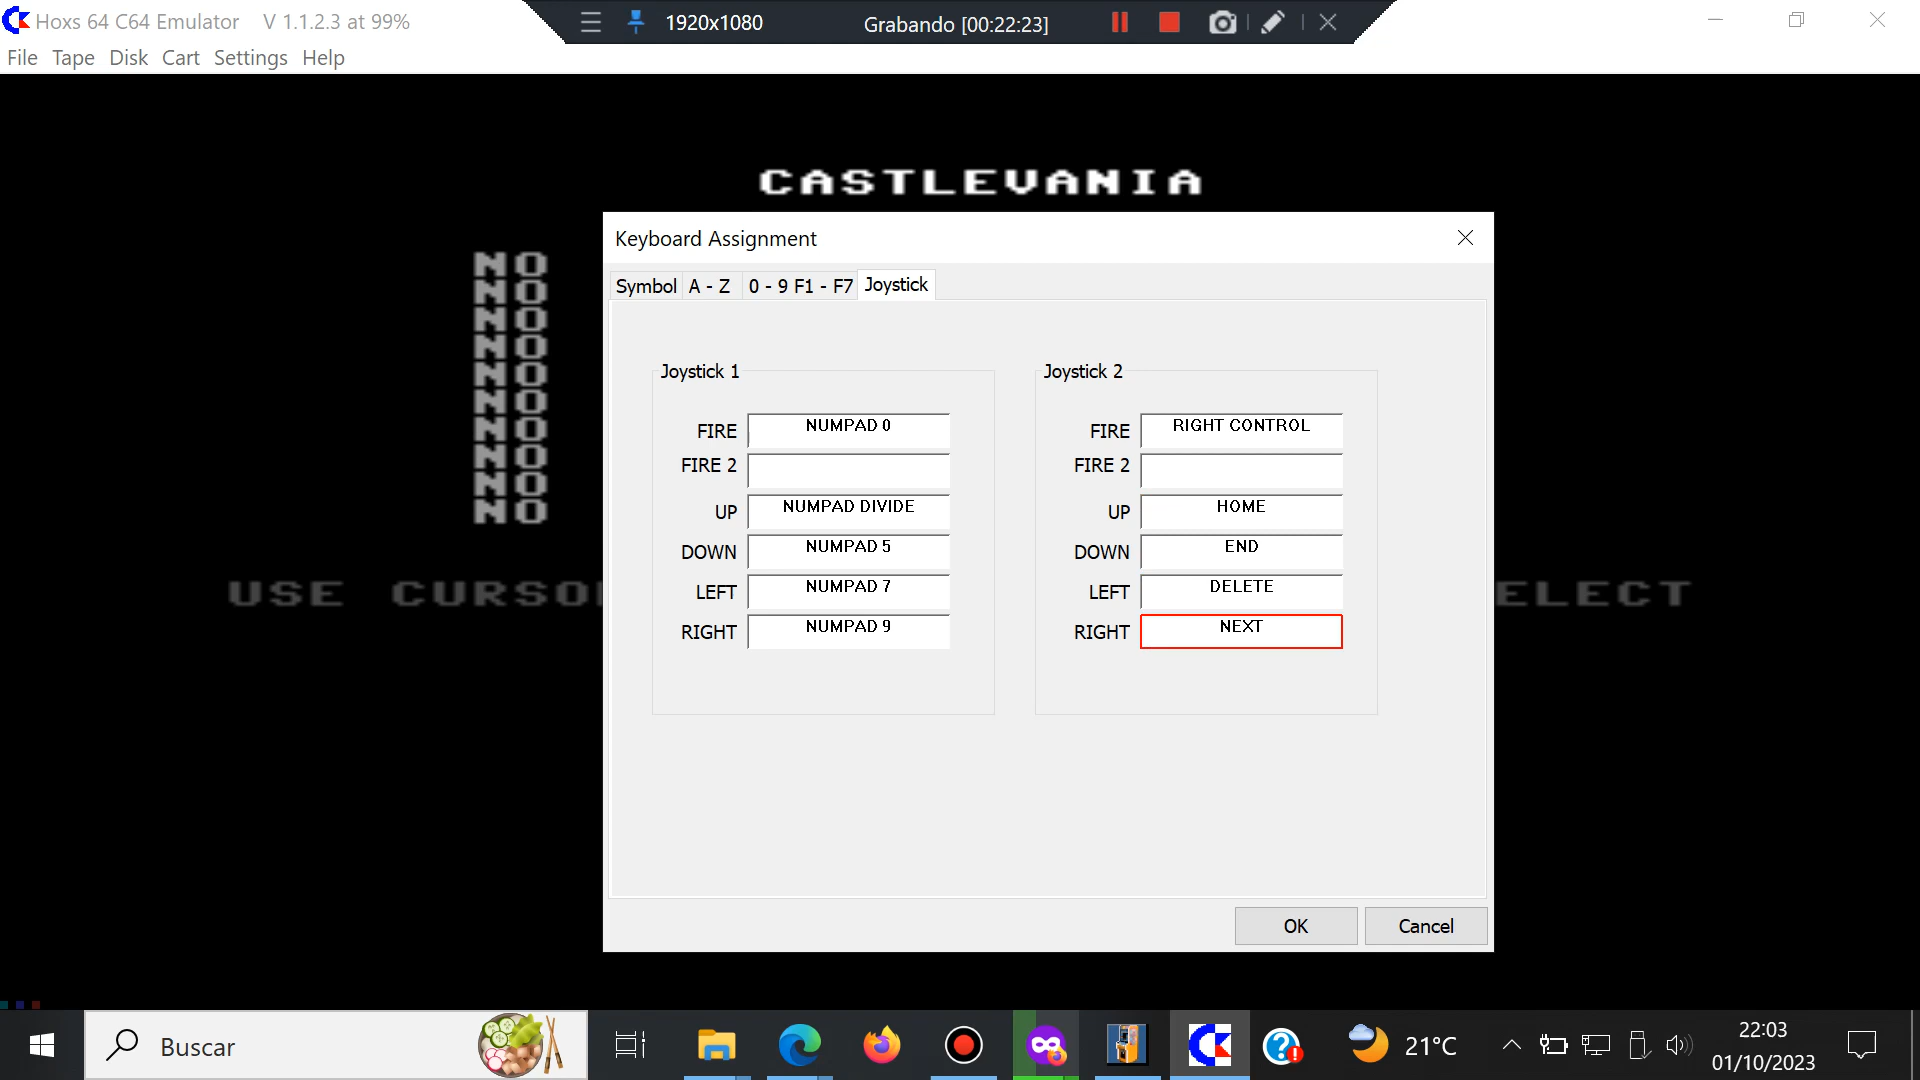 Hoxs 64 C64 Emulator V 1.1.2.3 at 99%
1920x1080
Grabando [00:22:23]
File Tape Disk Cart Settings Help
CASTLEVANIA
Keyboard Assignment
Symbol A - Z 0 - 9 F1 - F7 Joystick
Joystick 1
FIRE NUMPAD 0
FIRE 2
UP NUMPAD DIVIDE
DOWN NUMPAD 5
LEFT NUMPAD 7
RIGHT NUMPAD 9
Joystick 2
FIRE RIGHT CONTROL
FIRE 2
UP HOME
DOWN END
LEFT DELETE
RIGHT NEXT
OK Cancel
NO
NO
NO
NO
NO
NO
NO
NO
NO
NO
USE CURSO ELECT
Buscar
21°C
22:03
01/10/2023